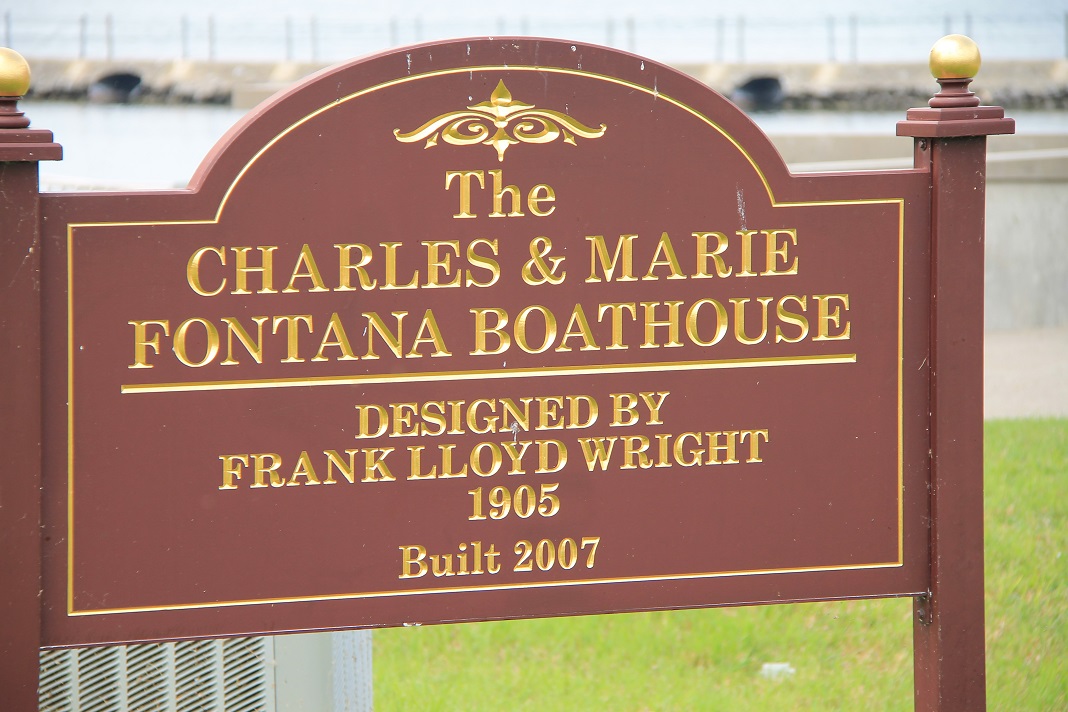 The
CHARLES & MARIE
FONTANA BOATHOUSE
DESIGNED BY
FRANK LLOYD WRIGHT
1905
Built 2007